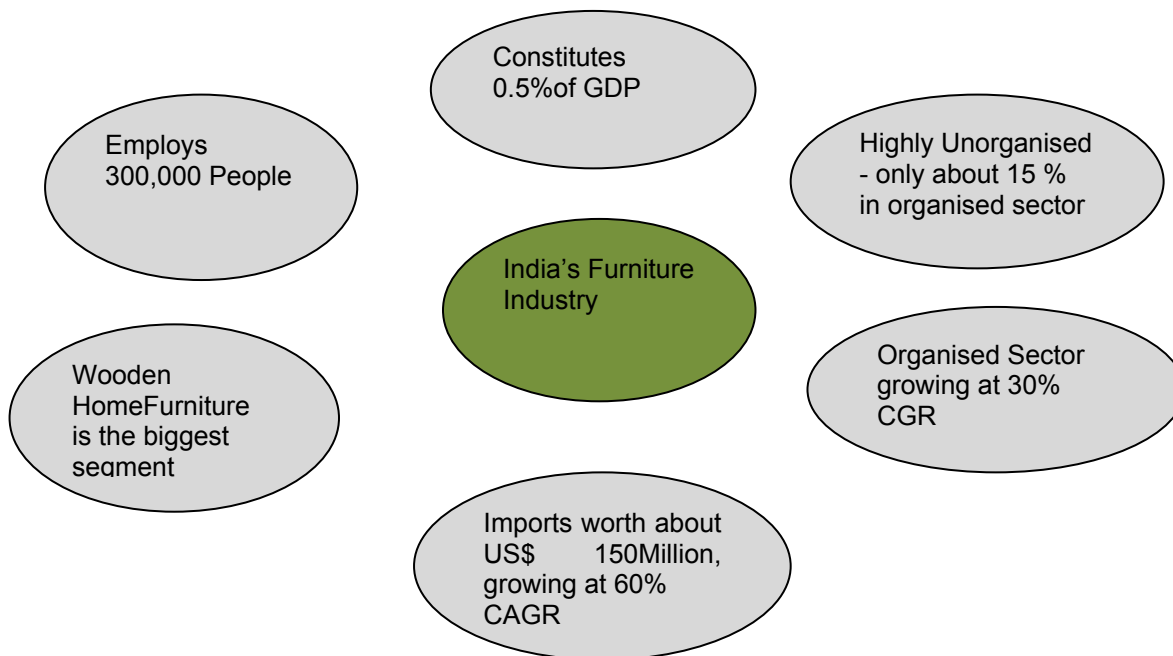 Constitutes
0.5%of GDP
Employs
300,000 People
Highly Unorganised
- only about 15 %
in organised sector
India’s Furniture
Industry
Wooden
HomeFurniture
is the biggest
segment
Organised Sector
growing at 30%
CGR
Imports worth about
US$ 150Million,
growing at 60%
CAGR